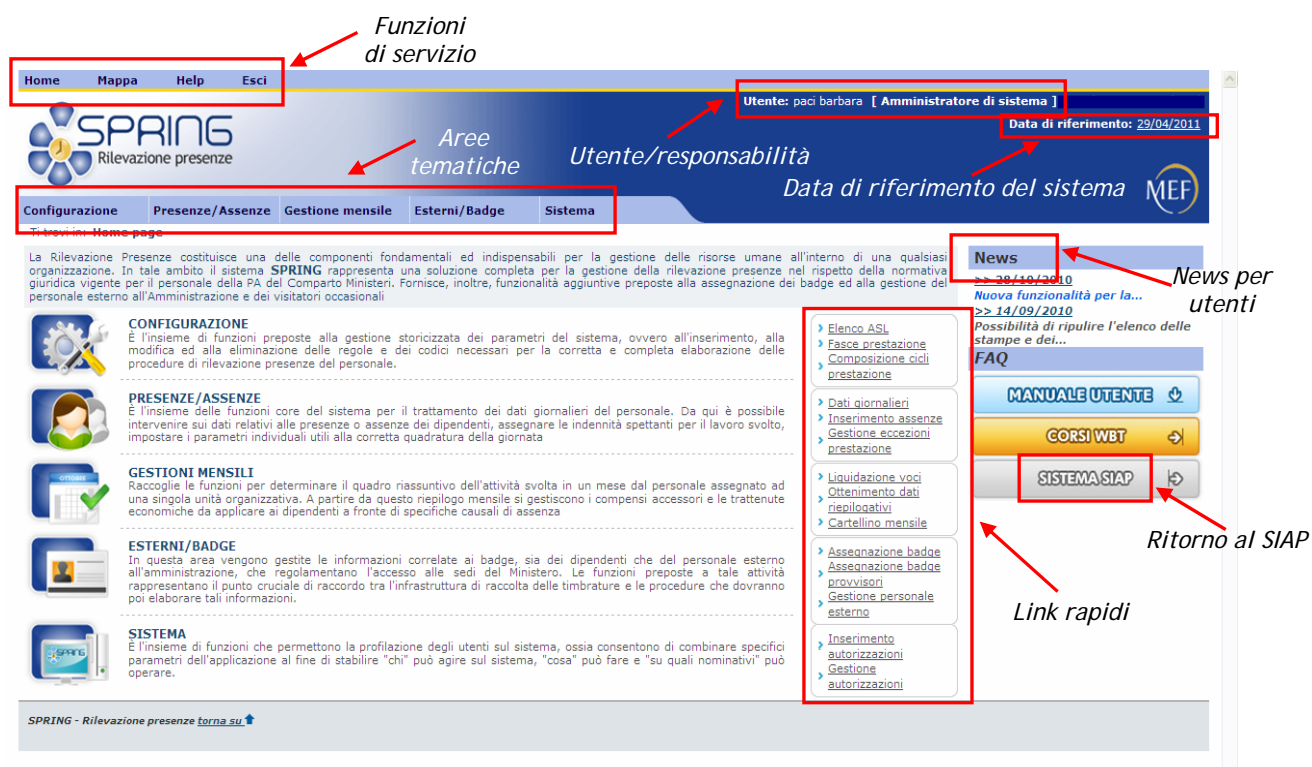 Funzioni
di servizio
Home Mappa Help Esci
Utente: paci barbara [ Amministratore di sistema ]
Data di riferimento: 29/04/2011
SPRING
Rilevazione presenze
Aree
tematiche
Utente/responsabilità
Data di riferimento del sistema
MEF
Configurazione Presenze/Assenze Gestione mensile Esterni/Badge Sistema
Ti trovi in: Home page
La Rilevazione Presenze costituisce una delle componenti fondamentali ed indispensabili per la gestione delle risorse umane all'interno di una qualsiasi
organizzazione. In tale ambito il sistema SPRING rappresenta una soluzione completa per la gestione della rilevazione presenze nel rispetto della normativa
giuridica vigente per il personale della PA del Comparto Ministeri. Fornisce, inoltre, funzionalità aggiuntive preposte alla assegnazione dei badge ed alla gestione del
personale esterno all'Amministrazione e dei visitatori occasionali
News
>> 28/10/2010
Nuova funzionalità per la...
>> 14/09/2010
Possibilità di ripulire l'elenco delle
stampe e dei...
News per
utenti
FAQ
MANUALE UTENTE
CORSI WBT
SISTEMA SIAP
Ritorno al SIAP
CONFIGURAZIONE
È l'insieme di funzioni preposte alla gestione storicizzata dei parametri del sistema, ovvero all'inserimento, alla
modifica ed alla eliminazione delle regole e dei codici necessari per la corretta e completa elaborazione delle
procedure di rilevazione presenze del personale.
Elenco ASL
Fasce prestazione
Composizione cicli
prestazione
PRESENZE/ASSENZE
È l'insieme delle funzioni core del sistema per il trattamento dei dati giornalieri del personale. Da qui è possibile
intervenire sui dati relativi alle presenze o assenze dei dipendenti, assegnare le indennità spettanti per il lavoro svolto,
impostare i parametri individuali utili alla corretta quadratura della giornata
Dati giornalieri
Inserimento assenze
Gestione eccezioni
prestazione
OTTOBRE
GESTIONI MENSILI
Raccoglie le funzioni per determinare il quadro riassuntivo dell'attività svolta in un mese dal personale assegnato ad
una singola unità organizzativa. A partire da questo riepilogo mensile si gestiscono i compensi accessori e le trattenute
economiche da applicare ai dipendenti a fronte di specifiche causali di assenza
Liquidazione voci
Ottenimento dati
riepilogativi
Cartellino mensile
ESTERNI/BADGE
In questa area vengono gestite le informazioni correlate ai badge, sia dei dipendenti che del personale esterno
all'amministrazione, che regolamentano l'accesso alle sedi del Ministero. Le funzioni preposte a tale attività
rappresentano il punto cruciale di raccordo tra l'infrastruttura di raccolta delle timbrature e le procedure che dovranno
poi elaborare tali informazioni.
Assegnazione badge
Assegnazione badge
provvisori
Gestione personale
esterno
Link rapidi
SPRING
SISTEMA
È l'insieme di funzioni che permettono la profilazione degli utenti sul sistema, ossia consentono di combinare specifici
parametri dell'applicazione al fine di stabilire "chi" può agire sul sistema, "cosa" può fare e "su quali nominativi" può
operare.
Inserimento
autorizzazioni
Gestione
autorizzazioni
SPRING - Rilevazione presenze torna su